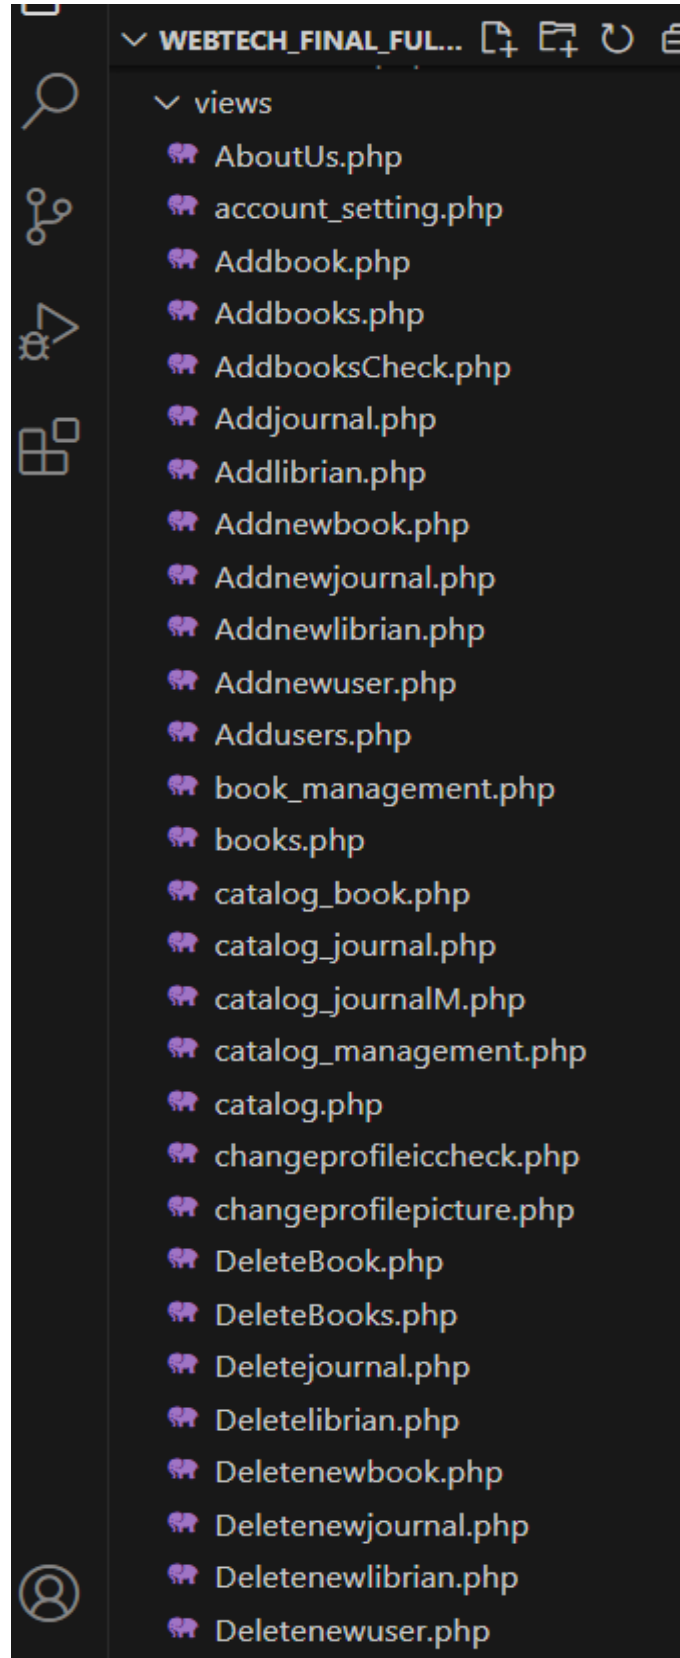 WEBTECH_FINAL_FUL...
views
AboutUs.php
account_setting.php
Addbook.php
Addbooks.php
AddbooksCheck.php
Addjournal.php
Addlibrian.php
Addnewbook.php
Addnewjournal.php
Addnewlibrian.php
Addnewuser.php
Addusers.php
book_management.php
books.php
catalog_book.php
catalog_journal.php
catalog_journalM.php
catalog_management.php
catalog.php
changeprofileiccheck.php
changeprofilepicture.php
DeleteBook.php
DeleteBooks.php
Deletejournal.php
Deletelibrian.php
Deletenewbook.php
Deletenewjournal.php
Deletenewlibrian.php
Deletenewuser.php